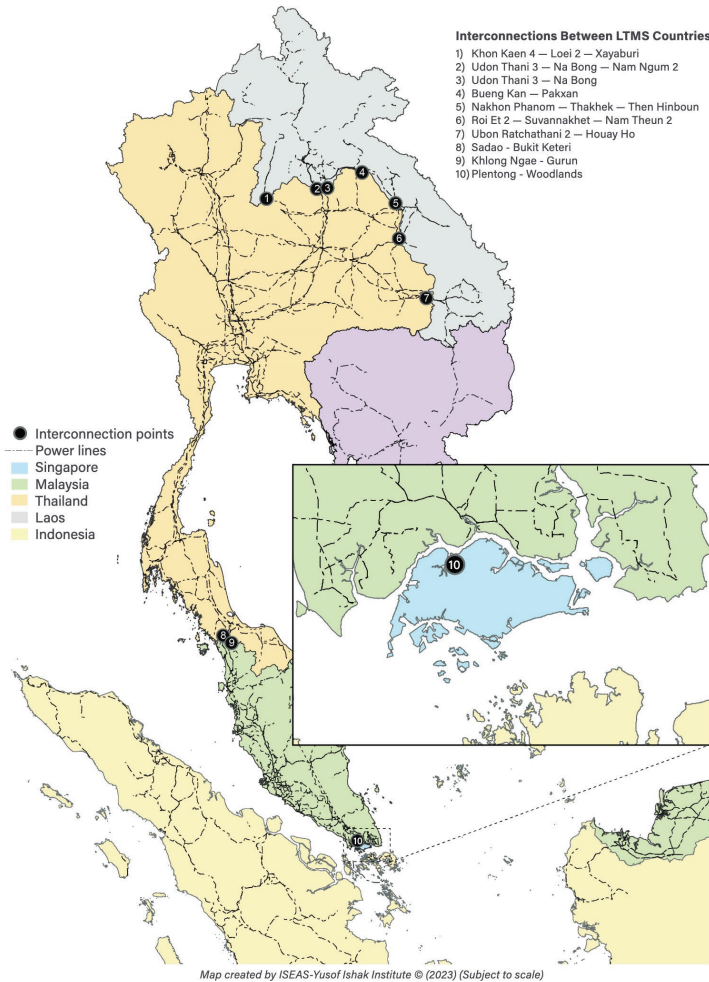 Interconnections Between LTMS Countries
1) Khon Kaen 4 — Loei 2 — Xayaburi
2) Udon Thani 3 — Na Bong — Nam Ngum 2
3) Udon Thani 3 — Na Bong
4) Bueng Kan — Pakxan
5) Nakhon Phanom — Thakhek — Then Hinboun
6) Roi Et 2 — Suvannakhet — Nam Theun 2
7) Ubon Ratchathani 2 — Houay Ho
8) Sadao - Bukit Keteri
9) Khlong Ngae - Gurun
10) Plentong - Woodlands
1
2
3
4
5
6
7
Interconnection points
Power lines
Singapore
Malaysia
Thailand
Laos
Indonesia
10
8
9
10
Map created by ISEAS-Yusof Ishak Institute © (2023) (Subject to scale)